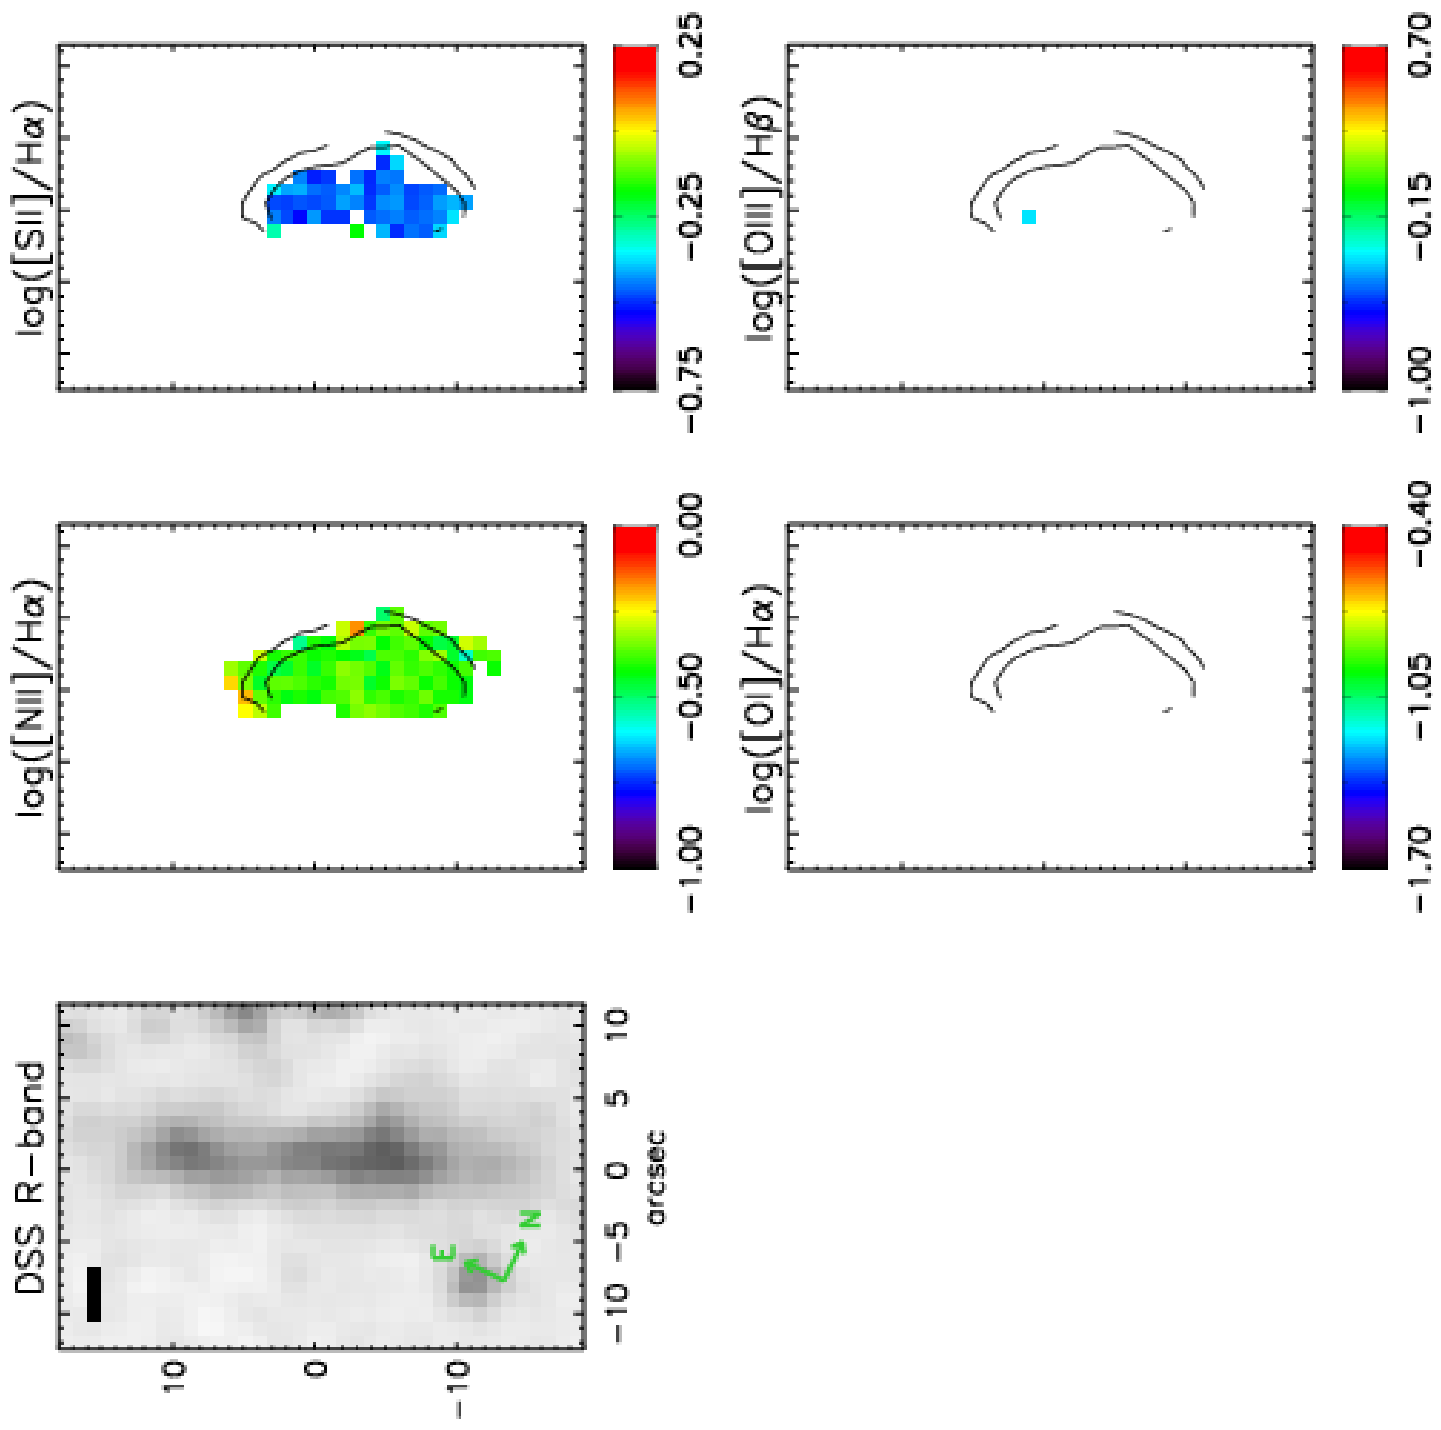 DSS R-band
log([NII]/Hα)
log([SII]/Hα)
10
0
-10
E
N
-10 -5 0 5 10
arcsec
-1.00 -0.50 0.00
-0.75 -0.25 0.25
log([OI]/Hα)
log([OIII]/Hβ)
-1.70 -1.05 -0.40
-1.00 -0.15 0.70